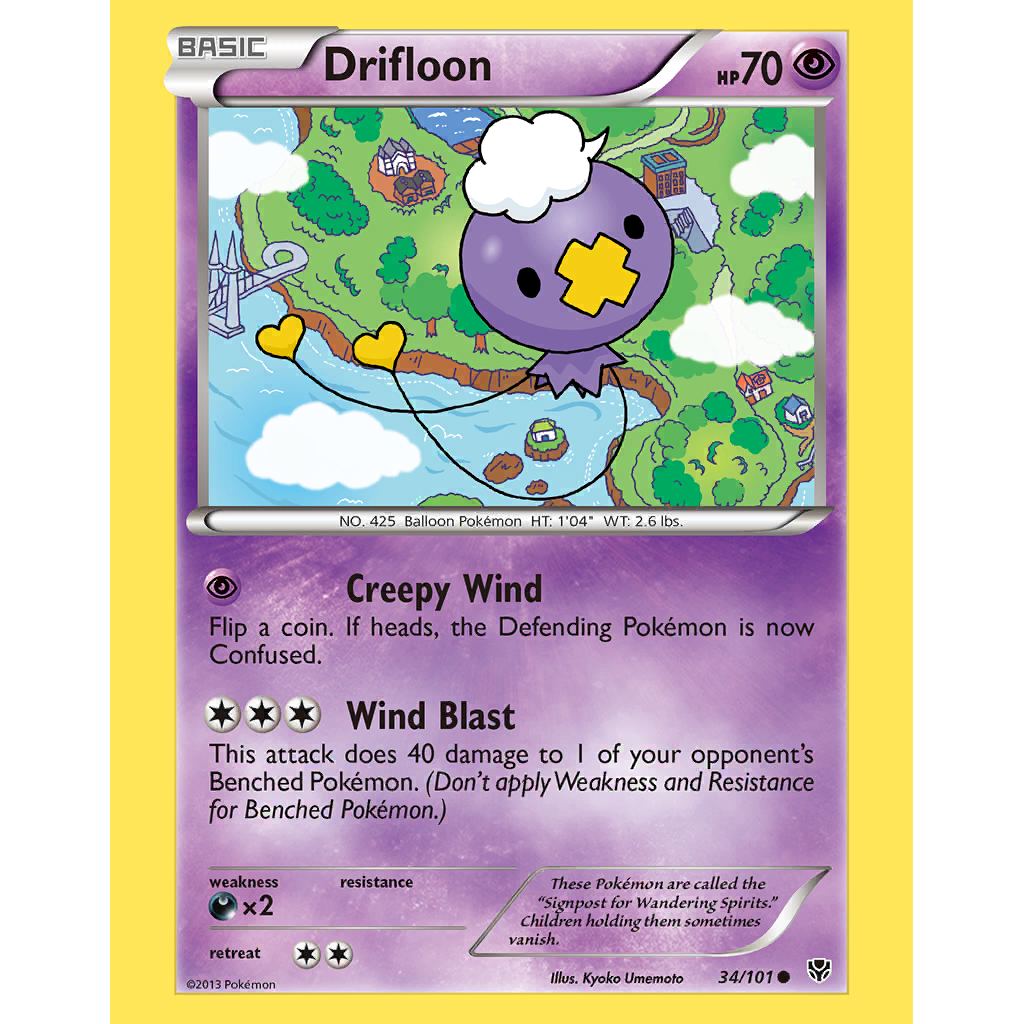 BASIC
Drifloon
HP70
NO. 425 Balloon Pokémon HT: 1'04" WT: 2.6 lbs.
Creepy Wind
Flip a coin. If heads, the Defending Pokémon is now
Confused.
Wind Blast
This attack does 40 damage to 1 of your opponent's
Benched Pokémon. (Don't apply Weakness and Resistance
for Benched Pokémon.)
weakness
resistance
×2
retreat
These Pokémon are called the
"Signpost for Wandering Spirits."
Children holding them sometimes
vanish.
Illus. Kyoko Umemoto
34/101
©2013 Pokémon